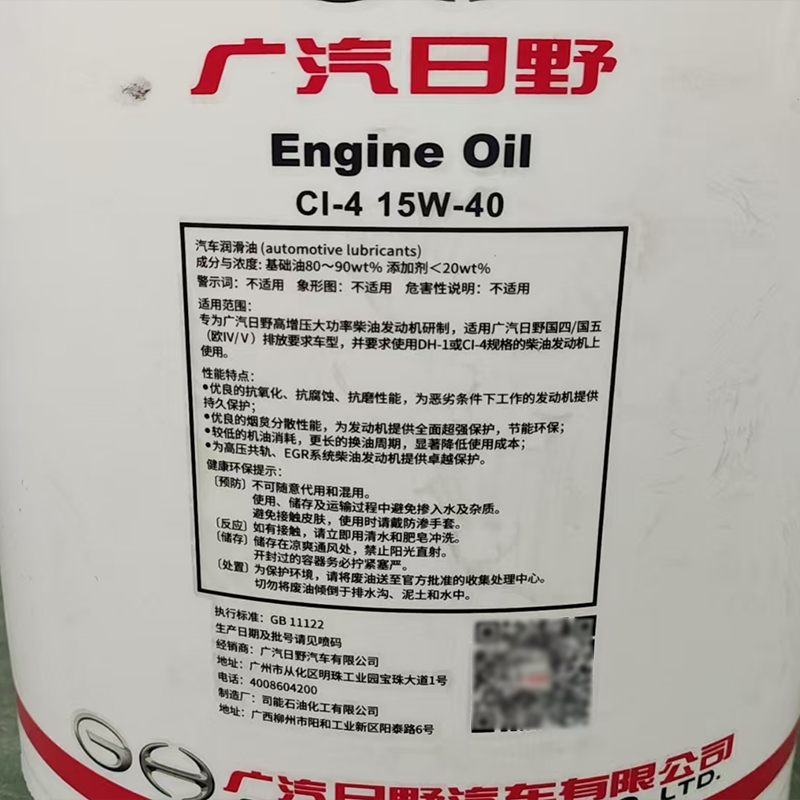 广汽日野
Engine Oil
CI-4 15W-40
汽车润滑油 (automotive lubricants)
成分与浓度: 基础油80～90wt% 添加剂＜20wt%
警示词：不适用 象形图：不适用 危害性说明：不适用
适用范围：
专为广汽日野高增压大功率柴油发动机研制，适用广汽日野国四/国五
（欧IV/V）排放要求车型，并要求使用DH-1或CI-4规格的柴油发动机上
使用。
性能特点：
•优良的抗氧化、抗腐蚀、抗磨性能，为恶劣条件下工作的发动机提供
持久保护；
•优良的烟炱分散性能，为发动机提供全面超强保护，节能环保；
•较低的机油消耗，更长的换油周期，显著降低使用成本；
•为高压共轨、EGR系统柴油发动机提供卓越保护。
健康环保提示：
〔预防〕不可随意代用和混用。
使用、储存及运输过程中避免掺入水及杂质。
避免接触皮肤，使用时请戴防渗手套。
〔反应〕如有接触，请立即用清水和肥皂冲洗。
〔储存〕储存在凉爽通风处，禁止阳光直射。
开封过的容器务必拧紧塞严。
〔处置〕为保护环境，请将废油送至官方批准的收集处理中心。
切勿将废油倾倒于排水沟、泥土和水中。
执行标准：GB 11122
生产日期及批号请见喷码
经销商：广汽日野汽车有限公司
地址：广州市从化区明珠工业园宝珠大道1号
电话：4008604200
制造厂：司能石油化工有限公司
地址：广西柳州市阳和工业新区阳泰路6号
广汽日野汽车有限公司
LTD.